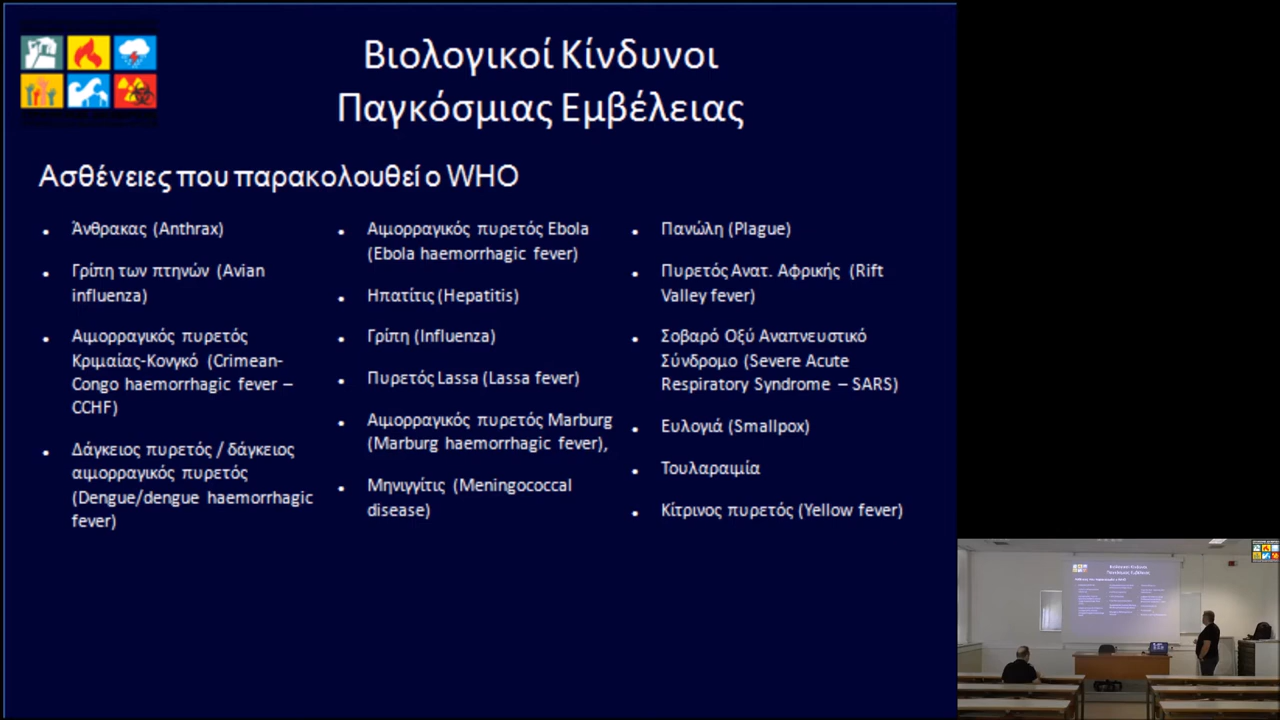 Βιολογικοί Κίνδυνοι
Παγκόσμιας Εμβέλειας
Ασθένειες που παρακολουθεί ο WHO
• Άνθρακας (Anthrax)
• Γρίπη των πτηνών (Avian
influenza)
• Αιμορραγικός πυρετός
Κριμαίας-Κονγκό (Crimean-
Congo haemorrhagic fever –
CCHF)
• Δάγκειος πυρετός / δάγκειος
αιμορραγικός πυρετός
(Dengue/dengue haemorrhagic
fever)
• Αιμορραγικός πυρετός Ebola
(Ebola haemorrhagic fever)
• Ηπατίτις (Hepatitis)
• Γρίπη (Influenza)
• Πυρετός Lassa (Lassa fever)
• Αιμορραγικός πυρετός Marburg
(Marburg haemorrhagic fever),
• Μηνιγγίτις (Meningococcal
disease)
• Πανώλη (Plague)
• Πυρετός Ανατ. Αφρικής (Rift
Valley fever)
• Σοβαρό Οξύ Αναπνευστικό
Σύνδρομο (Severe Acute
Respiratory Syndrome – SARS)
• Ευλογιά (Smallpox)
• Τουλαραιμία
• Κίτρινος πυρετός (Yellow fever)
Βιολογικοί Κίνδυνοι
Παγκόσμιας Εμβέλειας